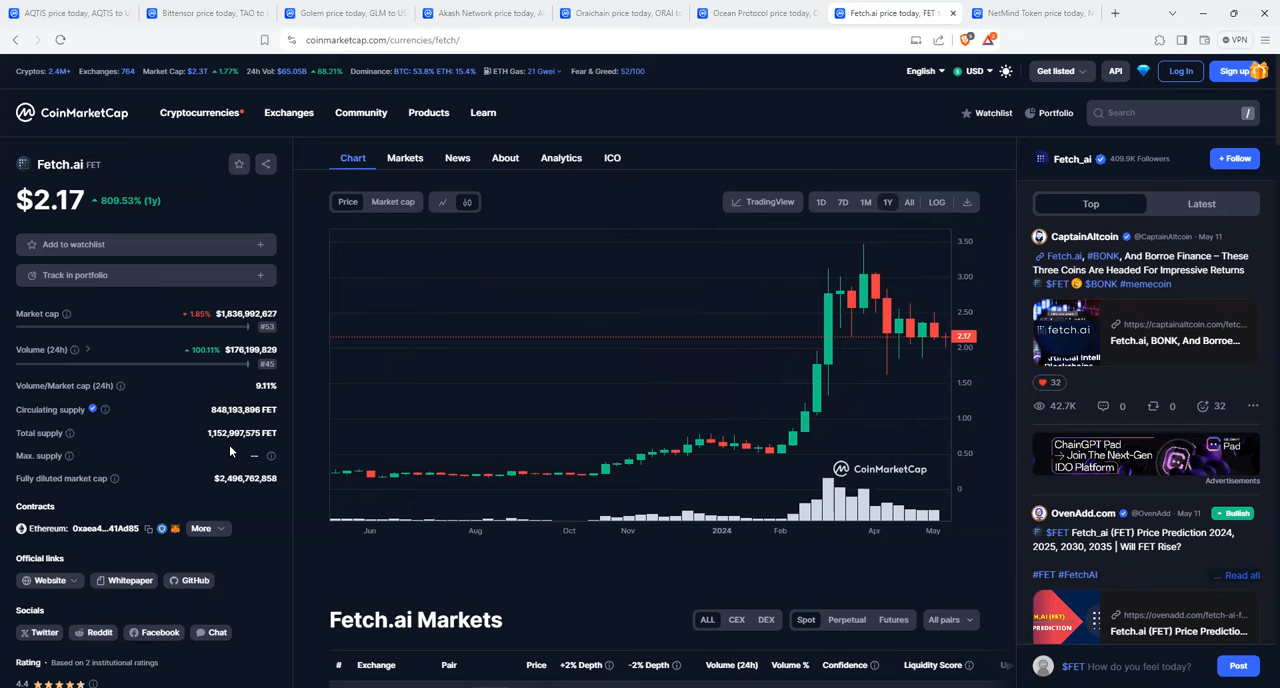 AQTIS price today, AQTIS to U
Bittensor price today, TAO to U
Golem price today, GLM to US
Akash Network price today, A
Oraichain price today, ORAI to
Ocean Protocol price today, O
Fetch.ai price today, FET
NetMind Token price today, N
coinmarketcap.com/currencies/fetch/
VPN
Cryptos: 2.4M+ Exchanges: 764 Market Cap: $2.3T 1.77% 24h Vol: $65.05B 88.21% Dominance: BTC: 53.8% ETH: 15.4% ETH Gas: 21 Gwei Fear & Greed: 52/100
English USD Get listed API Log In Sign up
CoinMarketCap Cryptocurrencies Exchanges Community Products Learn
Watchlist Portfolio Search /
Fetch.ai FET
$2.17 809.53% (1y)
Add to watchlist +
Track in portfolio +
Market cap 1.85% $1,836,992,627
#53
Volume (24h) 100.11% $176,199,828
#45
Volume/Market cap (24h) 9.11%
Circulating supply 848,193,896 FET
Total supply 1,152,997,575 FET
Max. supply --
Fully diluted market cap $2,496,762,858
Contracts
Ethereum: 0xaea4...41Ad85 More
Official links
Website Whitepaper GitHub
Socials
Twitter Reddit Facebook Chat
Rating · Based on 2 institutional ratings
4.4
Chart Markets News About Analytics ICO
Price Market cap
TradingView 1D 7D 1M 1Y All LOG
3.50
3.00
2.50
2.17
2.00
1.50
1.00
0.50
0
CoinMarketCap
Jun Aug Oct Nov 2024 Feb Apr May
Fetch.ai Markets
ALL CEX DEX Spot Perpetual Futures All pairs
# Exchange Pair Price +2% Depth -2% Depth Volume (24h) Volume % Confidence Liquidity Score
Fetch_ai 409.9K Followers + Follow
Top Latest
CaptainAltcoin @CaptainAltcoin · May 11
Fetch.ai, #BONK, And Borroe Finance – These
Three Coins Are Headed For Impressive Returns
$FET $BONK #memecoin
fetch.ai
https://captainaltcoin.com/fetc...
Fetch.ai, BONK, And Borroe...
32
42.7K 0 0 32 ...
ChainGPT Pad
→ Join The Next-Gen
IDO Platform
Pad
Advertisements
OvenAdd.com @OvenAdd · May 11 Bullish
$FET Fetch_ai (FET) Price Prediction 2024,
2025, 2030, 2035 | Will FET Rise?
#FET #FetchAI ... Read all
https://ovenadd.com/fetch-ai-f...
Fetch.ai (FET) Price Predictio...
$FET How do you feel today? Post